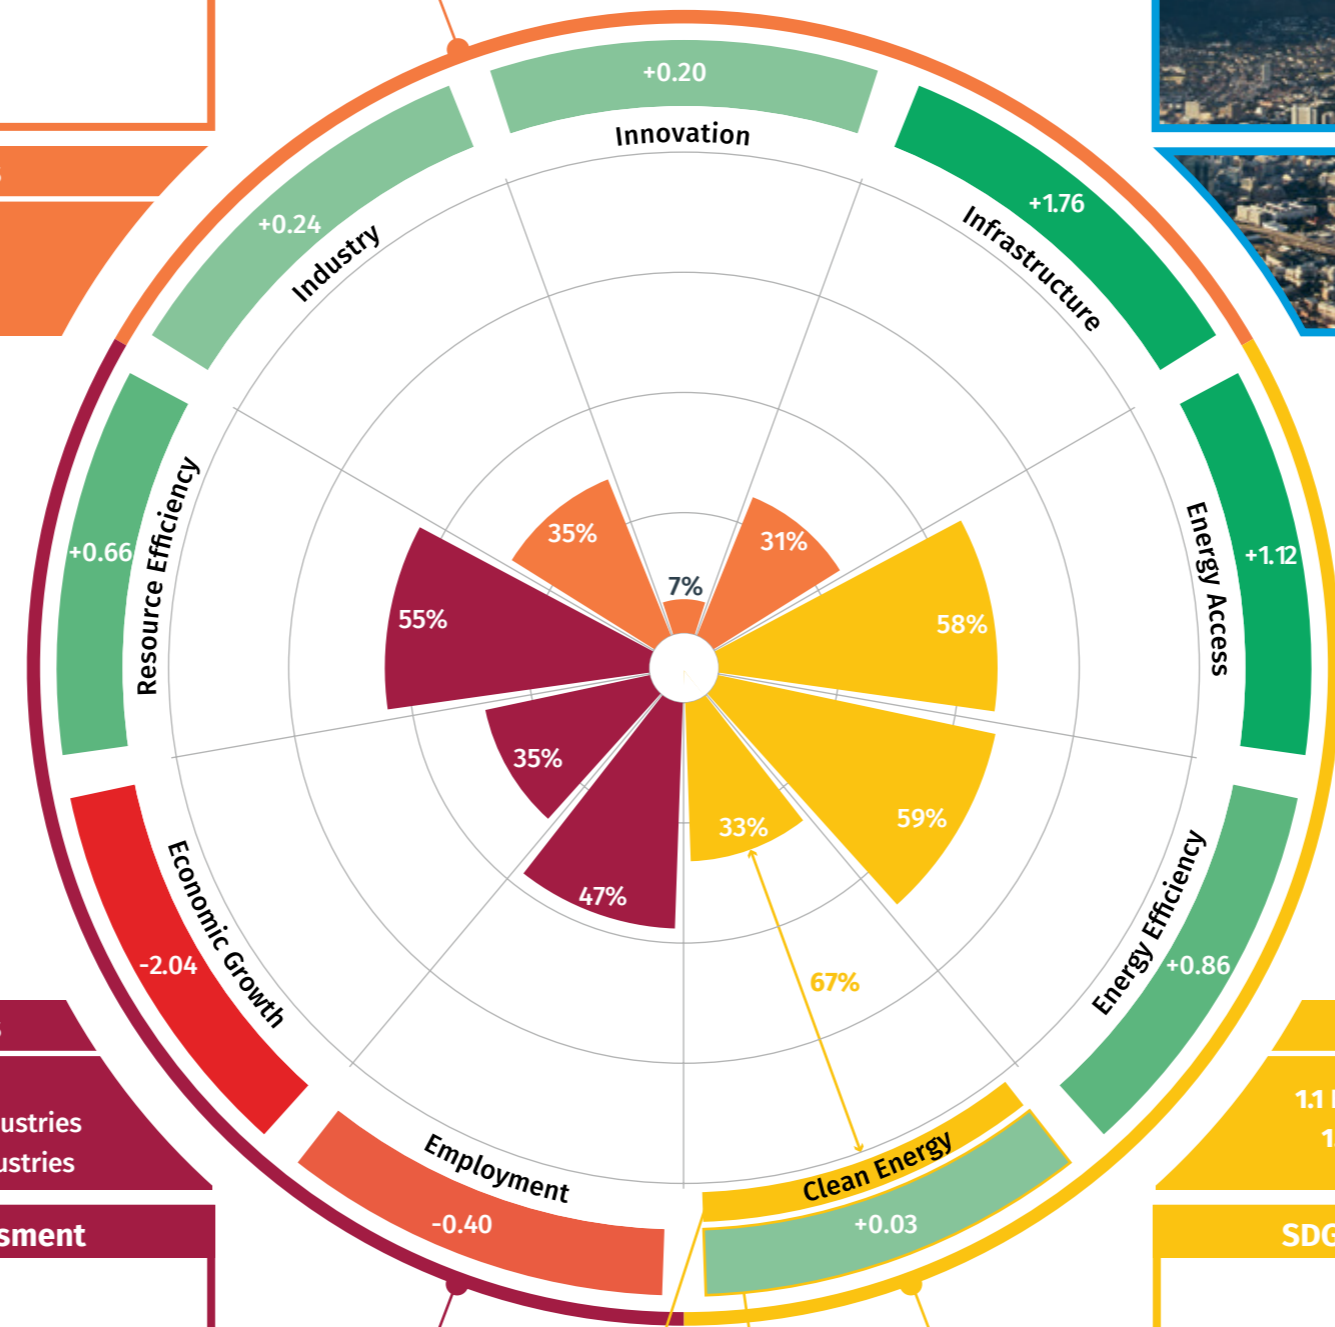 +0.20
Innovation
+1.76
Infrastructure
+0.24
Industry
+1.12
Energy Access
+0.66
Resource Efficiency
35%
31%
7%
55%
58%
35%
59%
33%
47%
67%
+0.86
Energy Efficiency
-2.04
Economic Growth
Employment
-0.40
Clean Energy
+0.03
ustries
ustries
sment
1.1
1
SDG